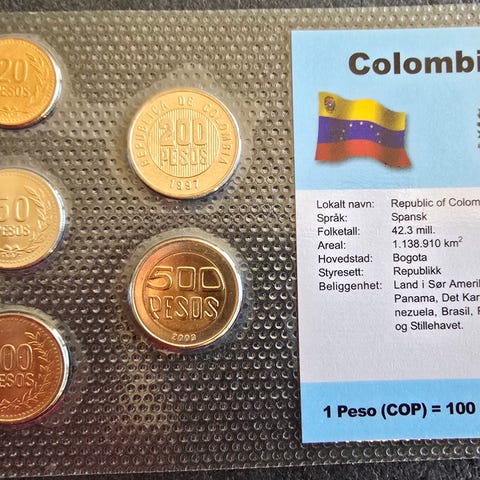 20
PESOS
REPUBLICA DE COLOMBIA
200
PESOS
1997
50
PESOS
500
PESOS
00
PESOS
Colombi
Lokalt navn: Republic of Colom
Språk: Spansk
Folketall: 42.3 mill.
Areal: 1.138.910 km²
Hovedstad: Bogota
Styresett: Republikk
Beliggenhet: Land i Sør Amerik
Panama, Det Kar
nezuela, Brasil,
og Stillehavet.
1 Peso (COP) = 100